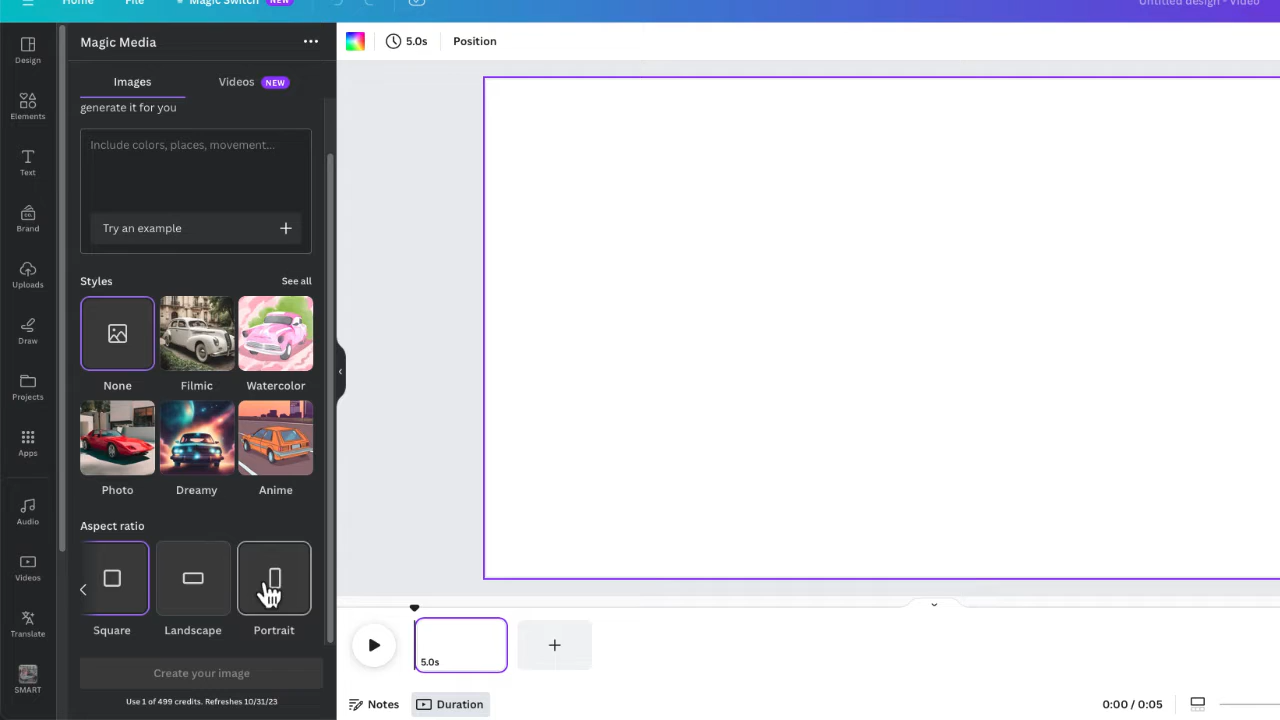 Home File Magic Switch NEW Untitled design - Video
Design
Elements
Text
Brand
Uploads
Draw
Projects
Apps
Audio
Videos
Translate
SMART
Magic Media
Images Videos NEW
generate it for you
Include colors, places, movement...
Try an example
Styles See all
None Filmic Watercolor
Photo Dreamy Anime
Aspect ratio
Square Landscape Portrait
Create your image
Use 1 of 499 credits. Refreshes 10/31/23
5.0s Position
5.0s
Notes Duration 0:00 / 0:05